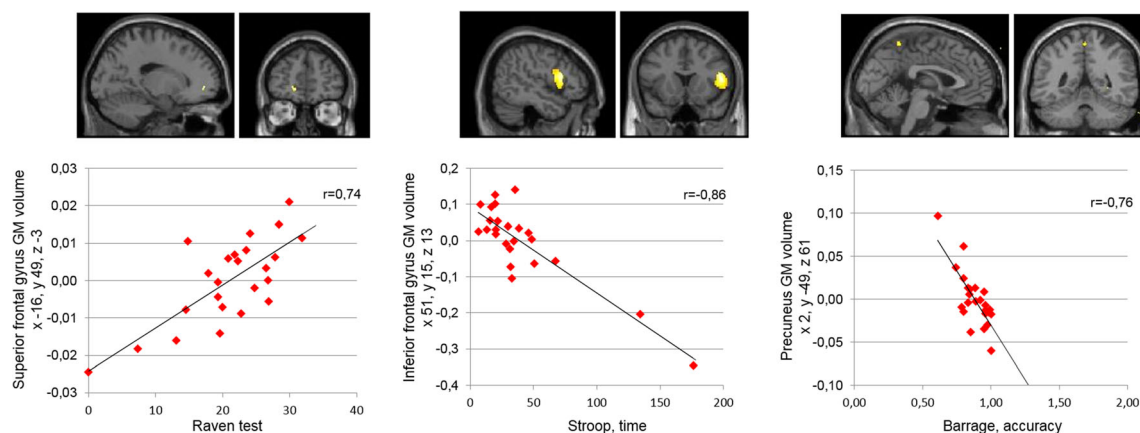 r=0,74
Superior frontal gyrus GM volume
x -16, y 49, z -3
0,03
0,02
0,01
0,00
-0,01
-0,02
-0,03
0
10
20
30
40
Raven test
r=-0,86
Inferior frontal gyrus GM volume
x 51, y 15, z 13
0,2
0,1
0,0
-0,1
-0,2
-0,3
-0,4
0
50
100
150
200
Stroop, time
r=-0,76
Precuneus GM volume
x 2, y -49, z 61
0,15
0,10
0,05
0,00
-0,05
-0,10
0,00
0,50
1,00
1,50
2,00
Barrage, accuracy